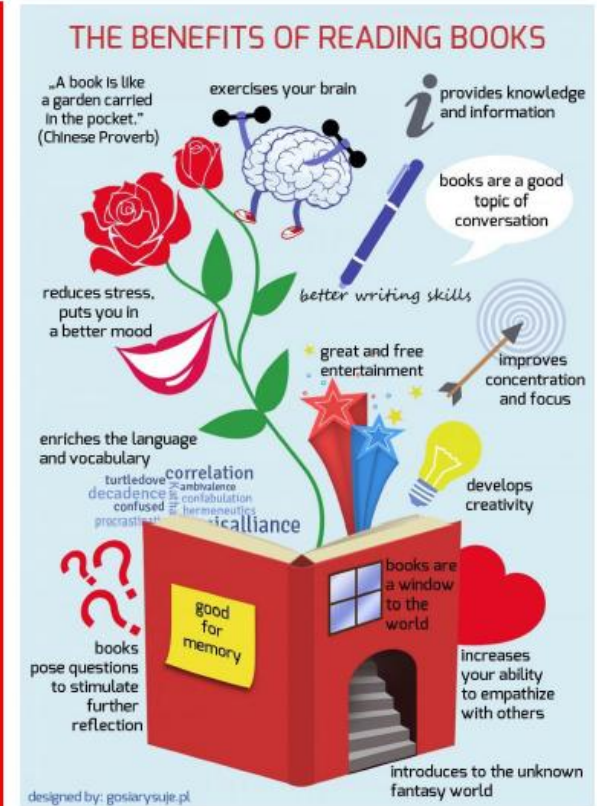 THE BENEFITS OF READING BOOKS
„A book is like
a garden carried
in the pocket.”
(Chinese Proverb)
exercises your brain
provides knowledge
and information
books are a good
topic of
conversation
reduces stress,
puts you in
a better mood
better writing skills
great and free
entertainment
improves
concentration
and focus
enriches the language
and vocabulary
correlation
turtledove
ambivalence
decadence
confabulation
confused
hermeneutics
develops
creativity
books are
a window
to the
world
good
for
memory
books
pose questions
to stimulate
further
reflection
increases
your ability
to empathize
with others
introduces to the unknown
fantasy world
designed by: gosiarysuje.pl